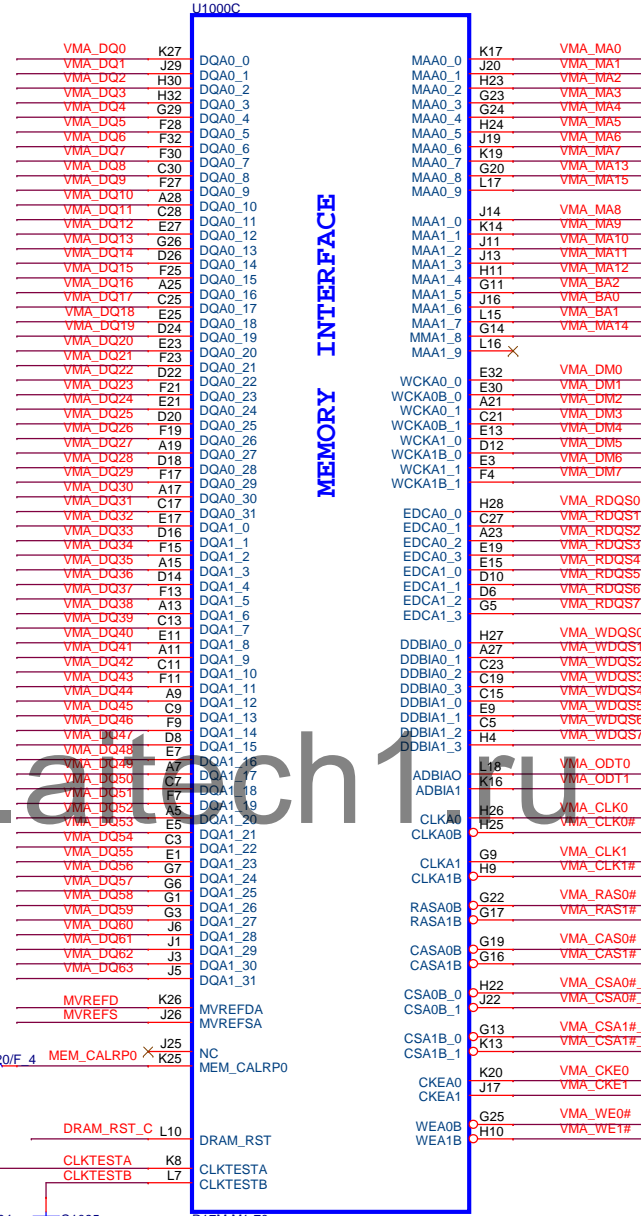 U1000C
VMA_DQ0 K27 DQA0_0 MAA0_0 K17 VMA_MA0
VMA_DQ1 J29 DQA0_1 MAA0_1 J20 VMA_MA1
VMA_DQ2 H30 DQA0_2 MAA0_2 H23 VMA_MA2
VMA_DQ3 H32 DQA0_3 MAA0_3 G23 VMA_MA3
VMA_DQ4 G29 DQA0_4 MAA0_4 G24 VMA_MA4
VMA_DQ5 F28 DQA0_5 MAA0_5 H24 VMA_MA5
VMA_DQ6 F32 DQA0_6 MAA0_6 J19 VMA_MA6
VMA_DQ7 F30 DQA0_7 MAA0_7 K19 VMA_MA7
VMA_DQ8 C30 DQA0_8 MAA0_8 G20 VMA_MA13
VMA_DQ9 F27 DQA0_9 MAA0_9 L17 VMA_MA15
VMA_DQ10 A28 DQA0_10
VMA_DQ11 C28 DQA0_11 MAA1_0 J14 VMA_MA8
VMA_DQ12 E27 DQA0_12 MAA1_1 K14 VMA_MA9
VMA_DQ13 G26 DQA0_13 MAA1_2 J11 VMA_MA10
VMA_DQ14 D26 DQA0_14 MAA1_3 J13 VMA_MA11
VMA_DQ15 F25 DQA0_15 MAA1_4 H11 VMA_MA12
VMA_DQ16 A25 DQA0_16 MAA1_5 G11 VMA_BA2
VMA_DQ17 C25 DQA0_17 MAA1_6 J16 VMA_BA0
VMA_DQ18 E25 DQA0_18 MAA1_7 L15 VMA_BA1
VMA_DQ19 D24 DQA0_19 MMA1_8 G14 VMA_MA14
VMA_DQ20 E23 DQA0_20 MAA1_9 L16
VMA_DQ21 F23 DQA0_21
VMA_DQ22 D22 DQA0_22 WCKA0_0 E32 VMA_DM0
VMA_DQ23 F21 DQA0_23 WCKA0B_0 E30 VMA_DM1
VMA_DQ24 E21 DQA0_24 WCKA0_1 A21 VMA_DM2
VMA_DQ25 D20 DQA0_25 WCKA0B_1 C21 VMA_DM3
VMA_DQ26 F19 DQA0_26 WCKA1_0 E13 VMA_DM4
VMA_DQ27 A19 DQA0_27 WCKA1B_0 D12 VMA_DM5
VMA_DQ28 D18 DQA0_28 WCKA1_1 E3 VMA_DM6
VMA_DQ29 F17 DQA0_29 WCKA1B_1 F4 VMA_DM7
VMA_DQ30 A17 DQA0_30
VMA_DQ31 C17 DQA0_31 EDCA0_0 H28 VMA_RDQS0
VMA_DQ32 E17 DQA1_0 EDCA0_1 C27 VMA_RDQS1
VMA_DQ33 D16 DQA1_1 EDCA0_2 A23 VMA_RDQS2
VMA_DQ34 F15 DQA1_2 EDCA0_3 E19 VMA_RDQS3
VMA_DQ35 A15 DQA1_3 EDCA1_0 E15 VMA_RDQS4
VMA_DQ36 D14 DQA1_4 EDCA1_1 D10 VMA_RDQS5
VMA_DQ37 F13 DQA1_5 EDCA1_2 D6 VMA_RDQS6
VMA_DQ38 A13 DQA1_6 EDCA1_3 G5 VMA_RDQS7
VMA_DQ39 C13 DQA1_7
VMA_DQ40 E11 DQA1_8 DDBIA0_0 H27 VMA_WDQS0
VMA_DQ41 A11 DQA1_9 DDBIA0_1 A27 VMA_WDQS1
VMA_DQ42 C11 DQA1_10 DDBIA0_2 C23 VMA_WDQS2
VMA_DQ43 F11 DQA1_11 DDBIA0_3 C19 VMA_WDQS3
VMA_DQ44 A9 DQA1_12 DDBIA1_0 C15 VMA_WDQS4
VMA_DQ45 C9 DQA1_13 DDBIA1_1 E9 VMA_WDQS5
VMA_DQ46 F9 DQA1_14 DDBIA1_2 C5 VMA_WDQS6
VMA_DQ47 D8 DQA1_15 DDBIA1_3 H4 VMA_WDQS7
VMA_DQ48 E7 DQA1_16
VMA_DQ49 A7 DQA1_17 ADBIAO L18 VMA_ODT0
VMA_DQ50 C7 DQA1_18 ADBIA1 K16 VMA_ODT1
VMA_DQ51 F7 DQA1_19
.aitech1.ru
VMA_DQ52 A5 DQA1_20 CLKA0 H26 VMA_CLK0
VMA_DQ53 E5 DQA1_21 CLKA0B H25 VMA_CLK0#
VMA_DQ54 C3 DQA1_22
VMA_DQ55 E1 DQA1_23 CLKA1 G9 VMA_CLK1
VMA_DQ56 G7 DQA1_24 CLKA1B H9 VMA_CLK1#
VMA_DQ57 G6 DQA1_25
VMA_DQ58 G1 DQA1_26 RASA0B G22 VMA_RAS0#
VMA_DQ59 G3 DQA1_27 RASA1B G17 VMA_RAS1#
VMA_DQ60 J6 DQA1_28
VMA_DQ61 J1 DQA1_29 CASA0B G19 VMA_CAS0#
VMA_DQ62 J3 DQA1_30 CASA1B G16 VMA_CAS1#
VMA_DQ63 J5 DQA1_31
MEMORY INTERFACE
MVREFD K26 MVREFDA CSA0B_0 H22 VMA_CSA0#_
MVREFS J26 MVREFSA CSA0B_1 J22 VMA_CSA0#_
J25 NC CSA1B_0 G13 VMA_CSA1#_
0/F_4 MEM_CALRP0 K25 MEM_CALRP0 CSA1B_1 K13 VMA_CSA1#_
CKEA0 K20 VMA_CKE0
CKEA1 J17 VMA_CKE1
DRAM_RST_C L10 DRAM_RST WEA0B G25 VMA_WE0#
WEA1B H10 VMA_WE1#
CLKTESTA K8 CLKTESTA
CLKTESTB L7 CLKTESTB